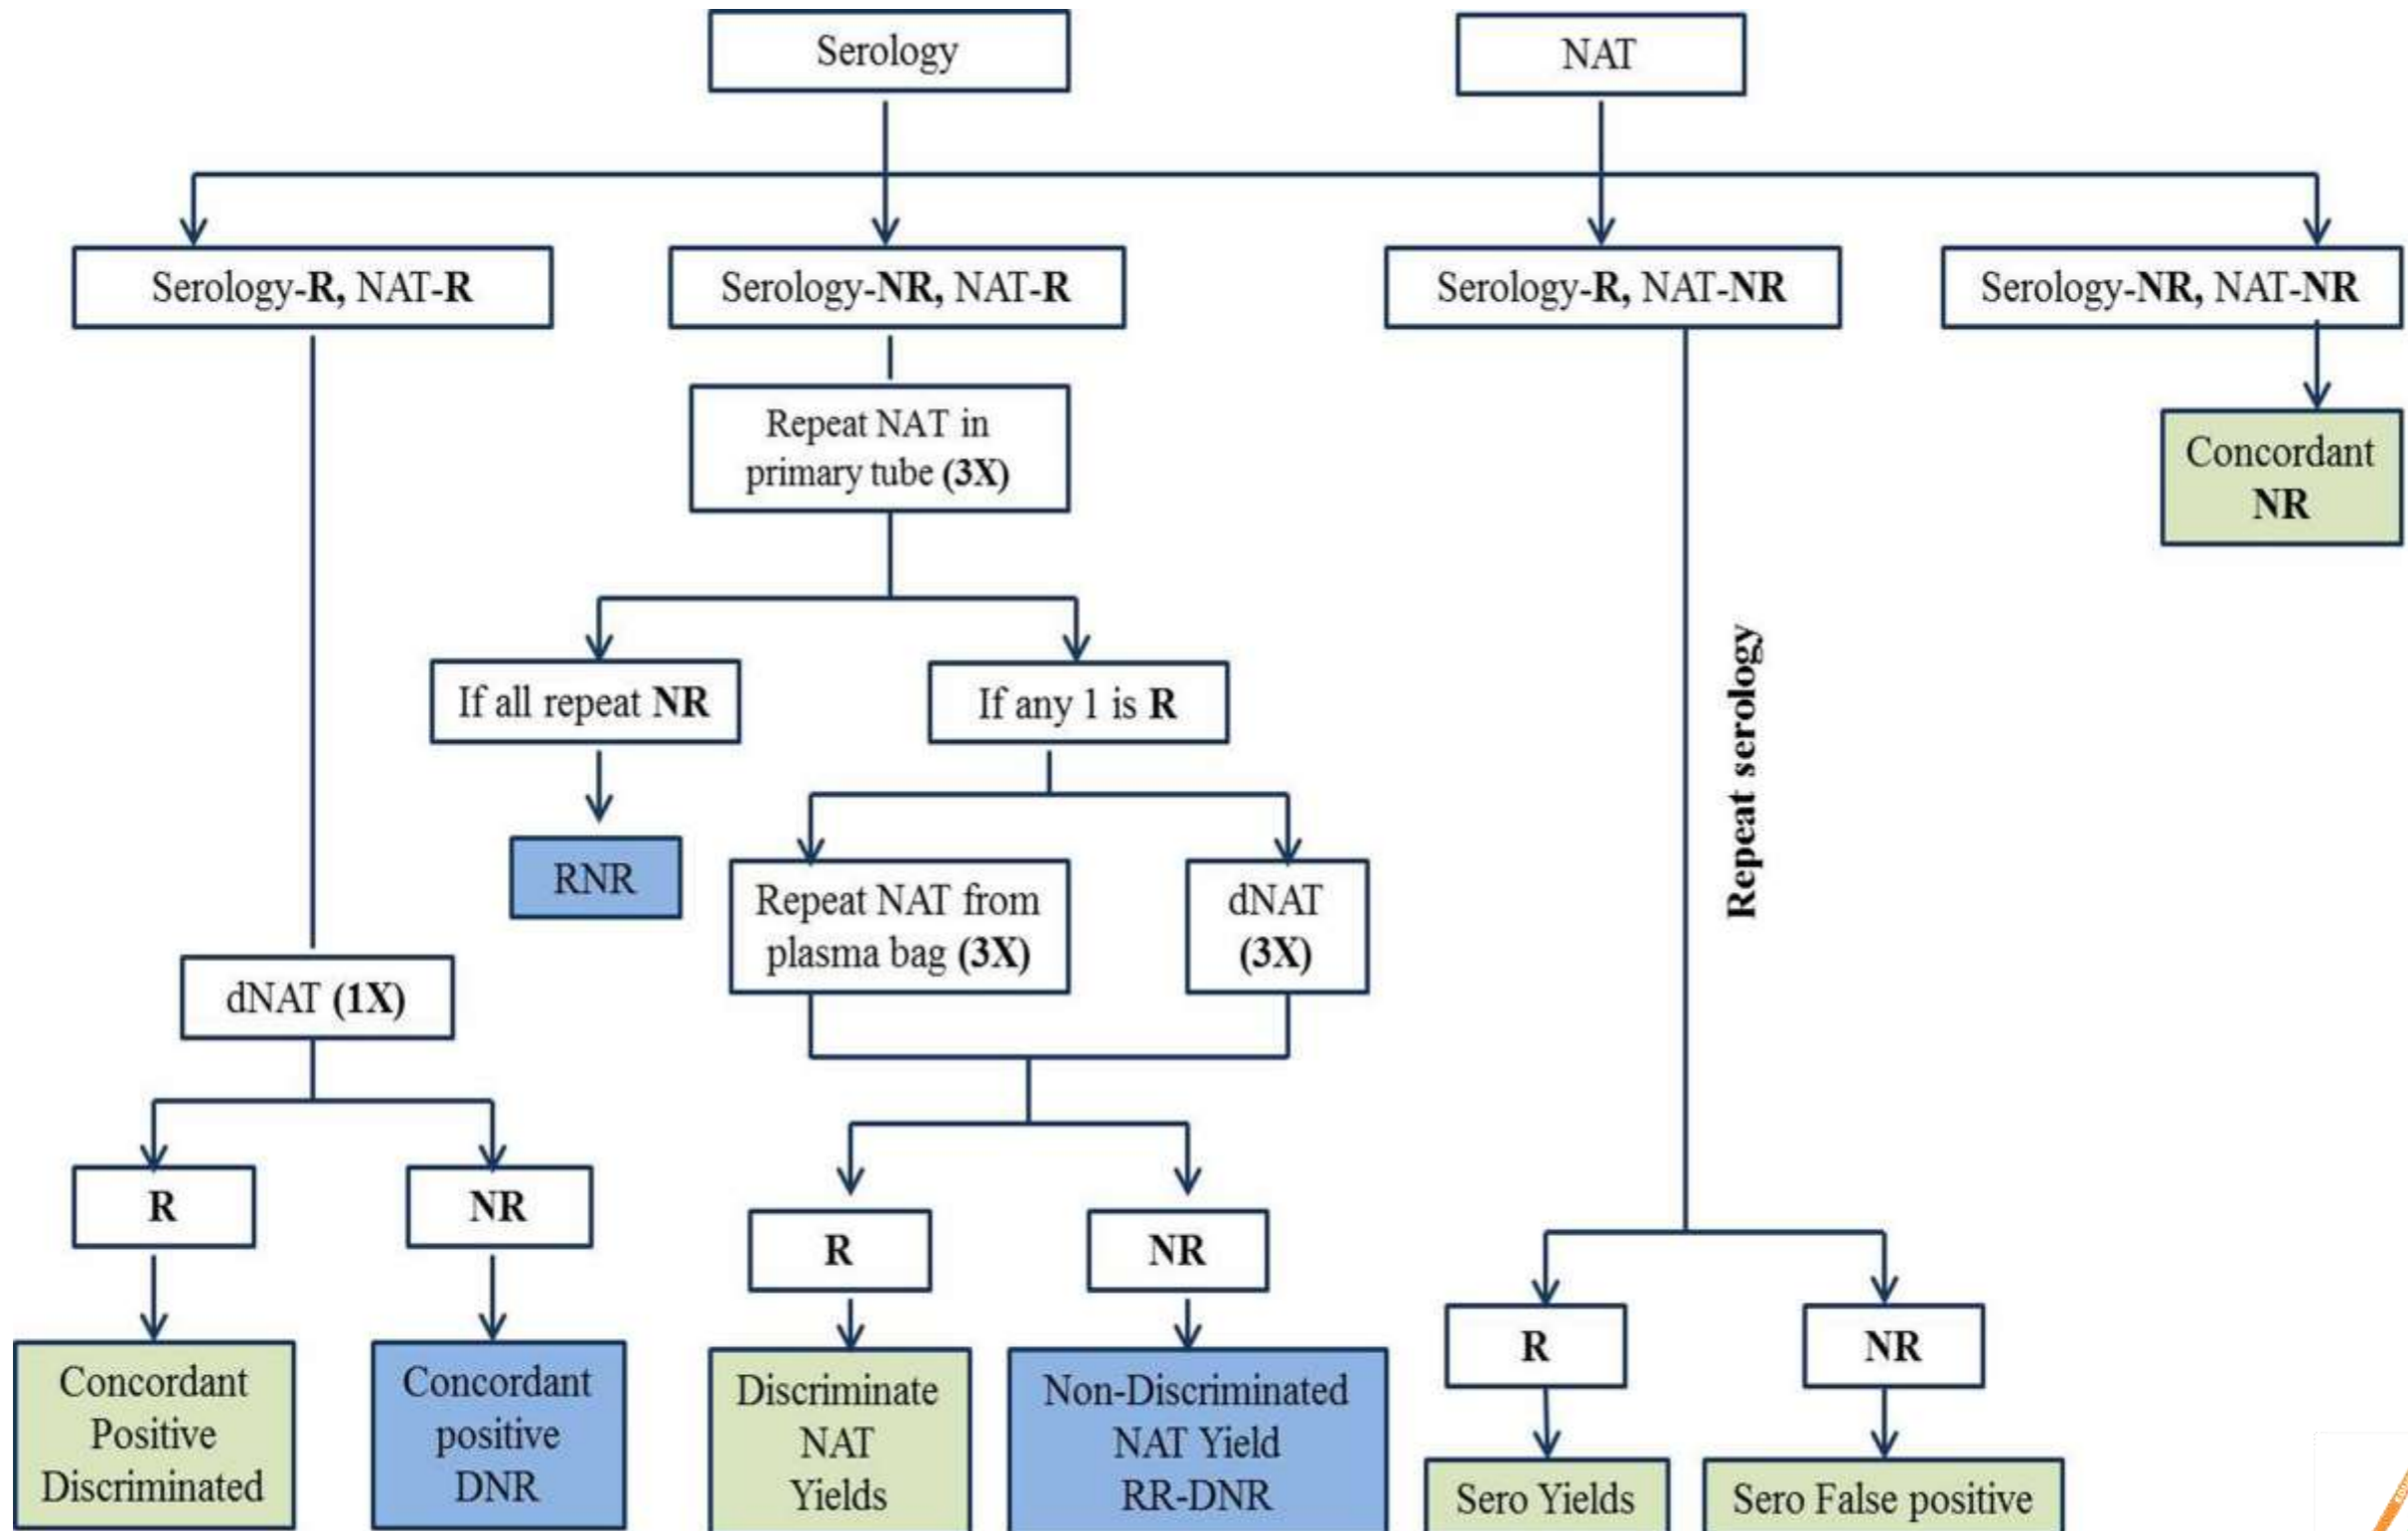 Serology
NAT
Serology-R, NAT-R
Serology-NR, NAT-R
Serology-R, NAT-NR
Serology-NR, NAT-NR
Repeat NAT in
primary tube (3X)
Concordant
NR
If all repeat NR
If any 1 is R
Repeat serology
RNR
Repeat NAT from
plasma bag (3X)
dNAT
(3X)
dNAT (1X)
R
NR
R
NR
R
NR
Concordant
Positive
Discriminated
Concordant
positive
DNR
Discriminate
NAT
Yields
Non-Discriminated
NAT Yield
RR-DNR
Sero Yields
Sero False positive